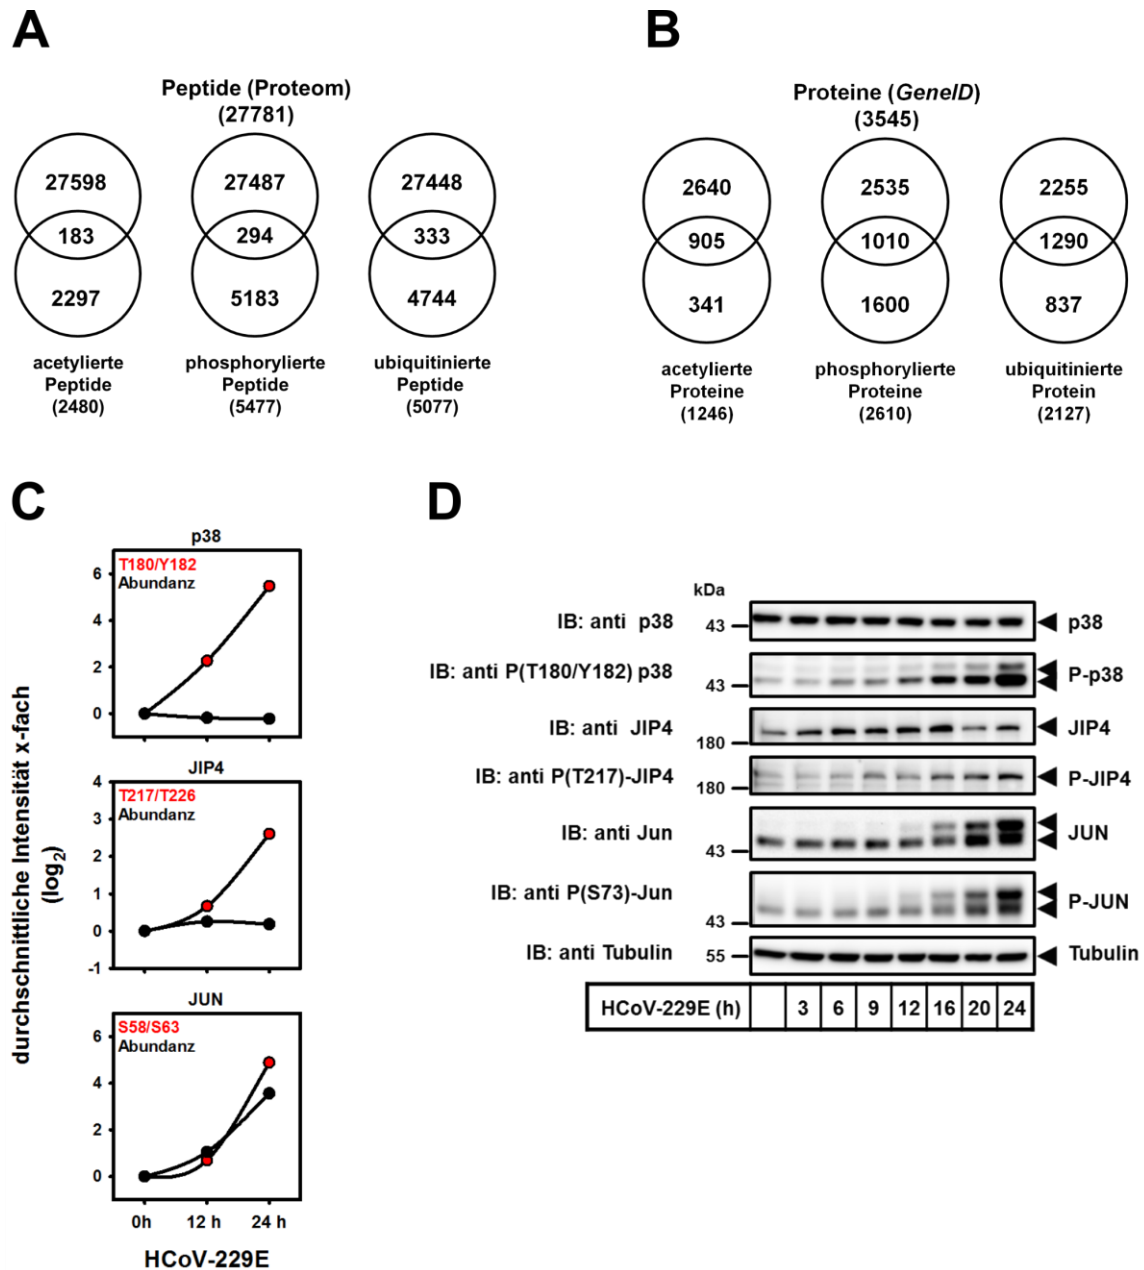 A
Peptide (Proteom)
(27781)
27598
27487
27448
183
294
333
2297
5183
4744
acetylierte
Peptide
(2480)
phosphorylierte
Peptide
(5477)
ubiquitinierte
Peptide
(5077)
B
Proteine (GeneID)
(3545)
2640
2535
2255
905
1010
1290
341
1600
837
acetylierte
Proteine
(1246)
phosphorylierte
Proteine
(2610)
ubiquitinierte
Protein
(2127)
C
durchschnittliche Intensität x-fach
(log2)
p38
T180/Y182
Abundanz
6
4
2
0
JIP4
T217/T226
Abundanz
4
3
2
1
0
-1
JUN
S58/S63
Abundanz
6
4
2
0
0h 12 h 24 h
HCoV-229E
D
kDa
IB: anti p38 43 p38
IB: anti P(T180/Y182) p38 43 P-p38
IB: anti JIP4 180 JIP4
IB: anti P(T217)-JIP4 180 P-JIP4
IB: anti Jun 43 JUN
IB: anti P(S73)-Jun 43 P-JUN
IB: anti Tubulin 55 Tubulin
HCoV-229E (h) 3 6 9 12 16 20 24